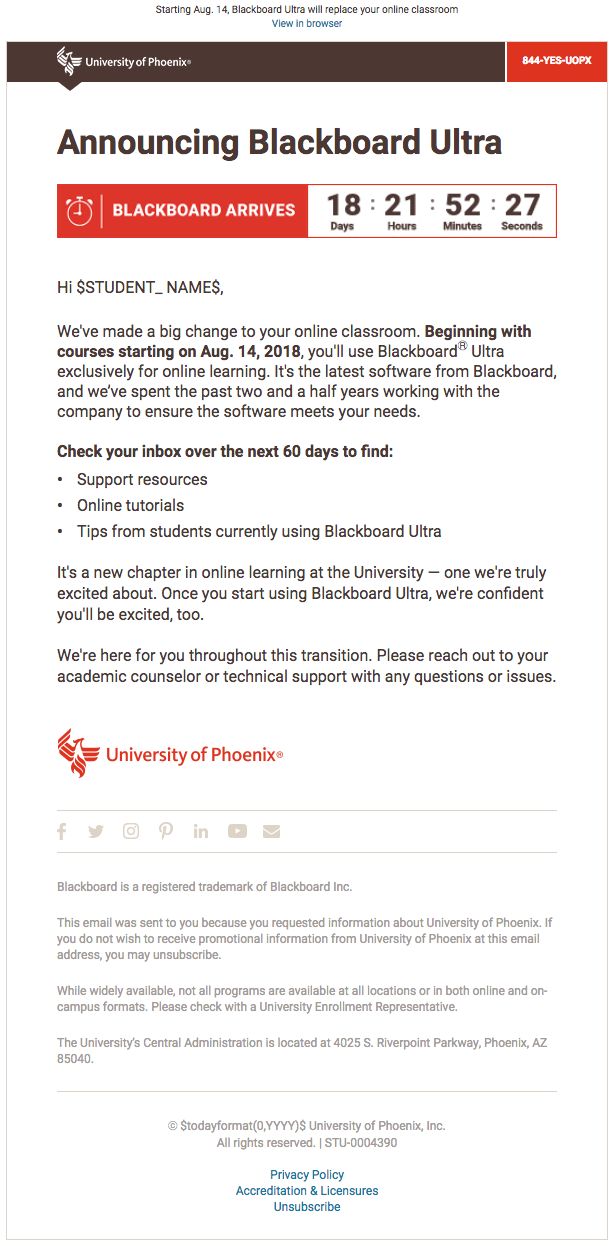 Starting Aug. 14, Blackboard Ultra will replace your online classroom
View in browser
University of Phoenix®
844-YES-UOPX
Announcing Blackboard Ultra
BLACKBOARD ARRIVES
18 : 21 : 52 : 27
Days Hours Minutes Seconds
Hi $STUDENT_ NAME$,
We've made a big change to your online classroom. Beginning with
courses starting on Aug. 14, 2018, you'll use Blackboard® Ultra
exclusively for online learning. It's the latest software from Blackboard,
and we’ve spent the past two and a half years working with the
company to ensure the software meets your needs.
Check your inbox over the next 60 days to find:
• Support resources
• Online tutorials
• Tips from students currently using Blackboard Ultra
It's a new chapter in online learning at the University — one we're truly
excited about. Once you start using Blackboard Ultra, we're confident
you'll be excited, too.
We're here for you throughout this transition. Please reach out to your
academic counselor or technical support with any questions or issues.
University of Phoenix®
Blackboard is a registered trademark of Blackboard Inc.
This email was sent to you because you requested information about University of Phoenix. If
you do not wish to receive promotional information from University of Phoenix at this email
address, you may unsubscribe.
While widely available, not all programs are available at all locations or in both online and on-
campus formats. Please check with a University Enrollment Representative.
The University’s Central Administration is located at 4025 S. Riverpoint Parkway, Phoenix, AZ
85040.
© $todayformat(0,YYYY)$ University of Phoenix, Inc.
All rights reserved. | STU-0004390
Privacy Policy
Accreditation & Licensures
Unsubscribe